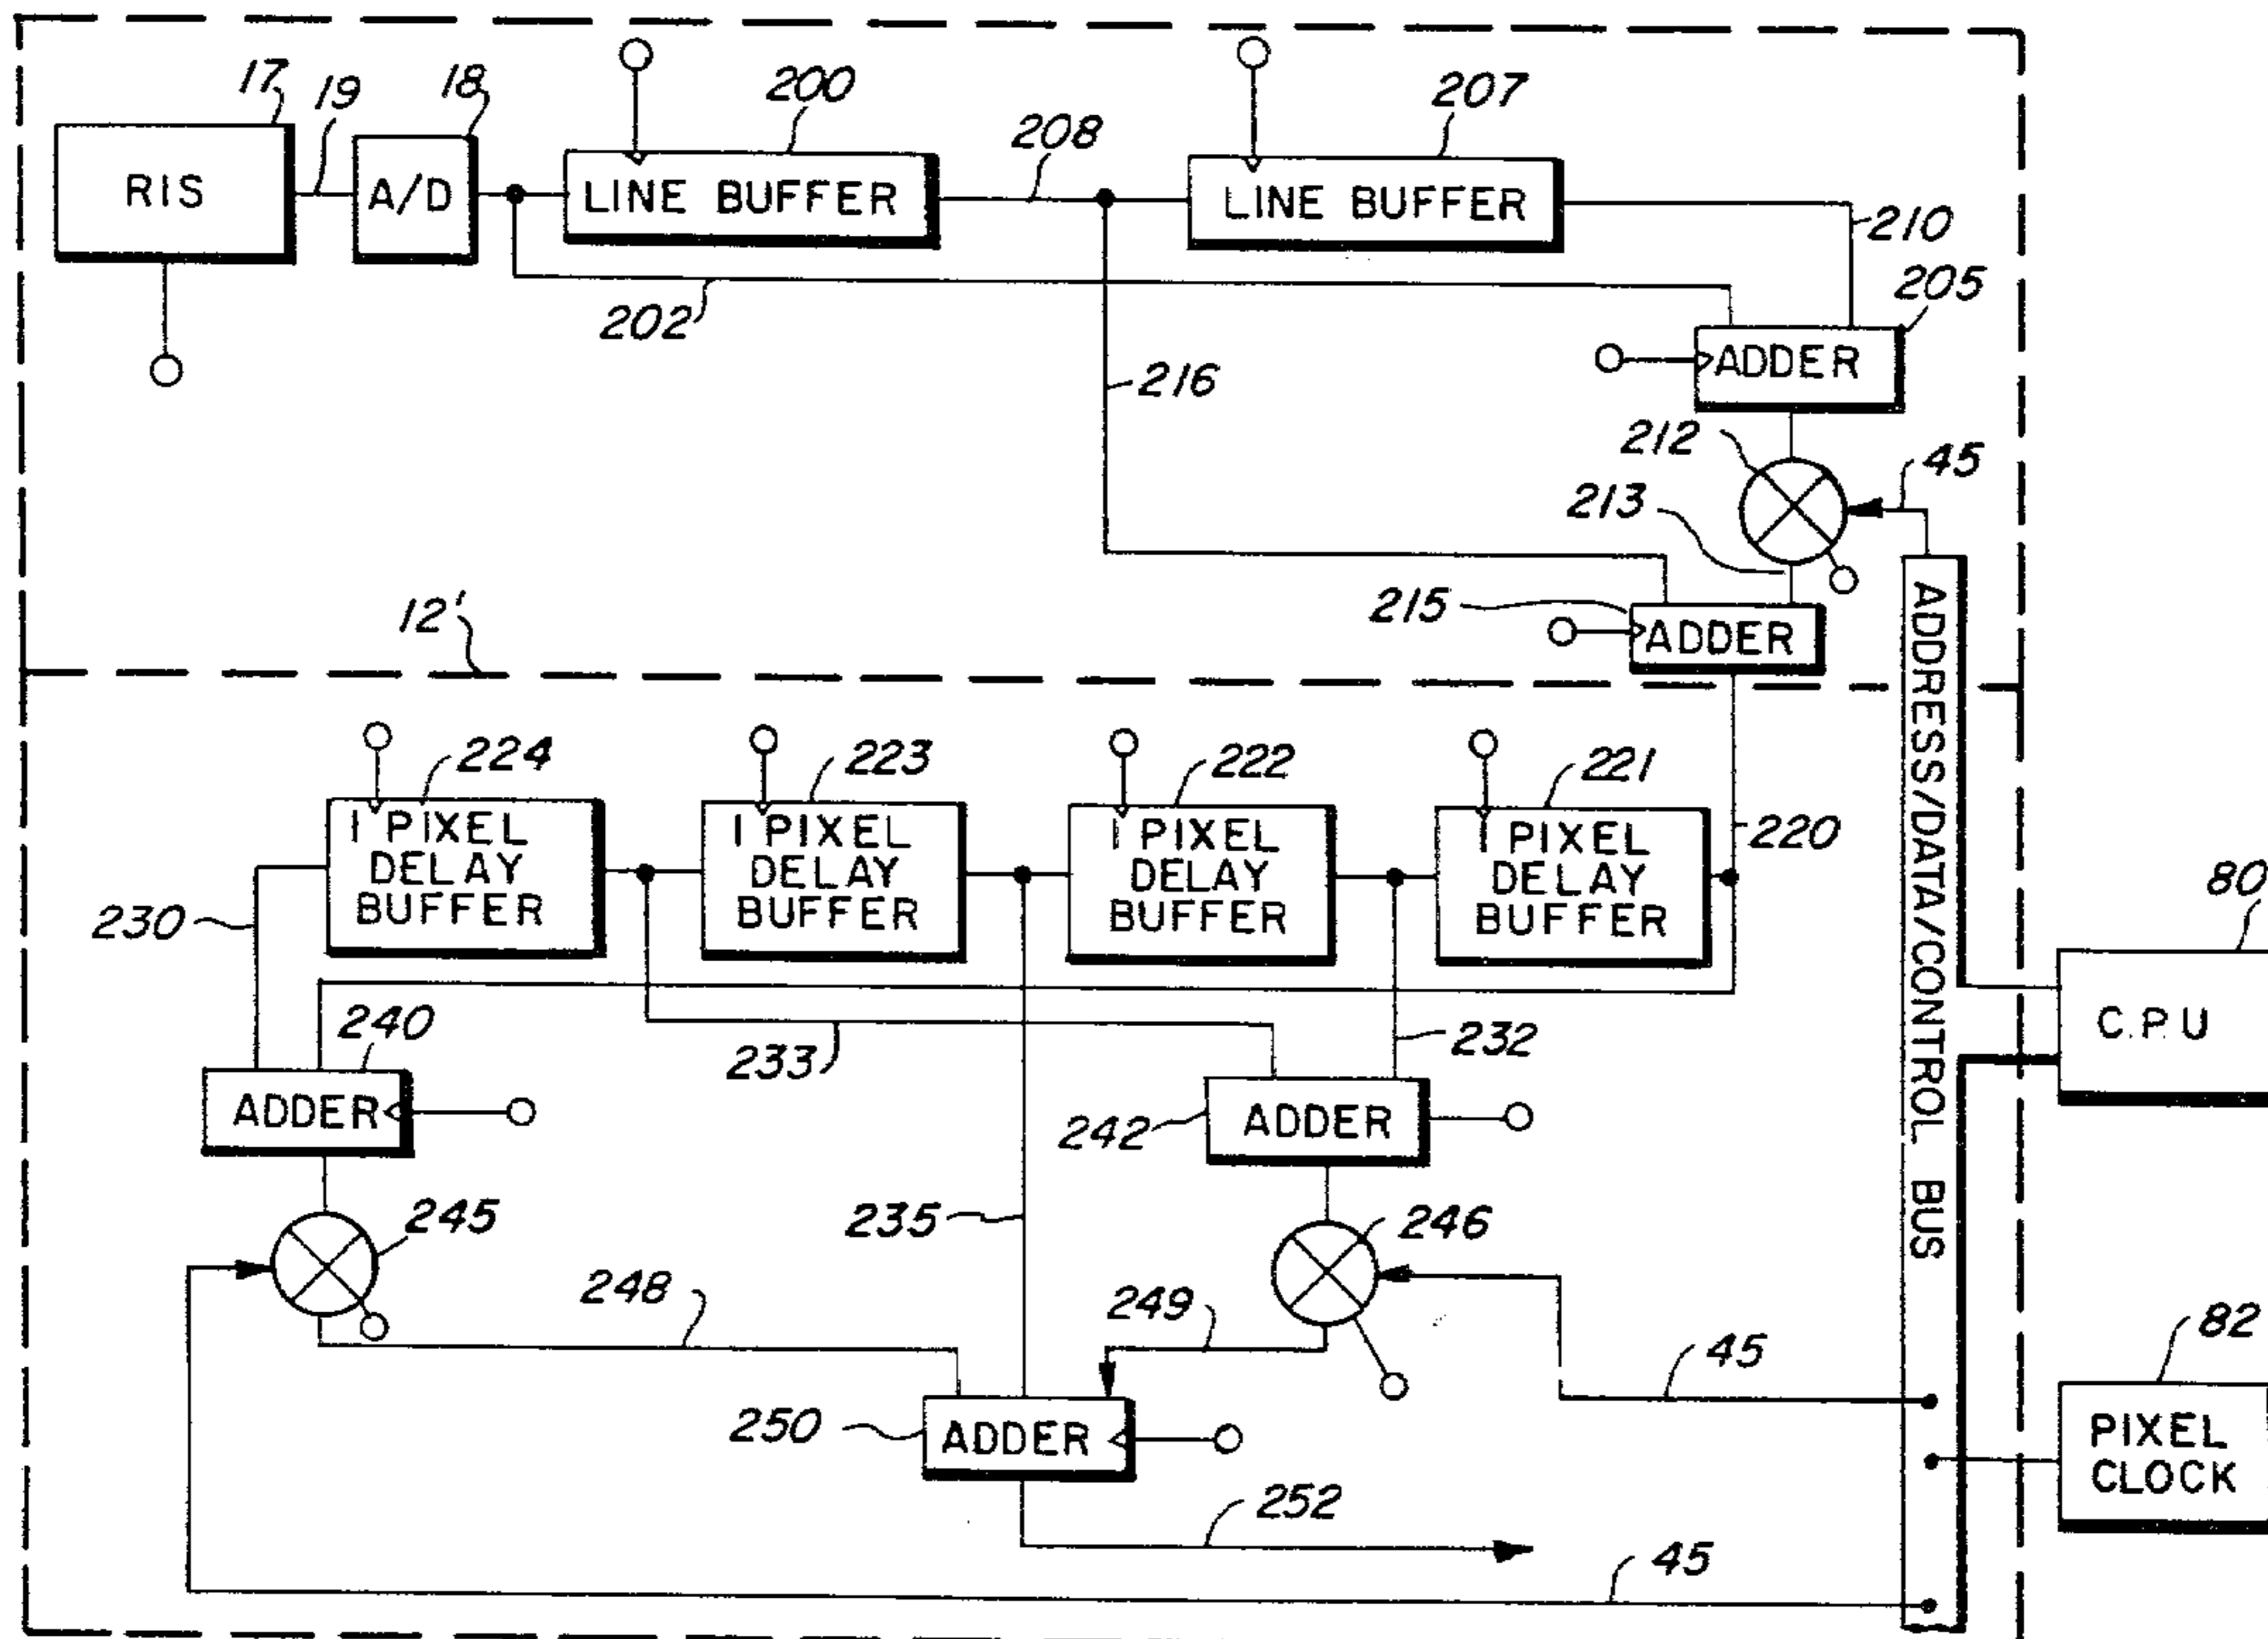 17
19
18
200
208
207
RIS
A/D
LINE BUFFER
LINE BUFFER
210
202
205
ADDER
216
212
45
213
12'
215
ADDER
ADDRESS/DATA/CONTROL BUS
224
223
222
221
1 PIXEL
DELAY
BUFFER
1 PIXEL
DELAY
BUFFER
1 PIXEL
DELAY
BUFFER
1 PIXEL
DELAY
BUFFER
220
230
80
240
233
232
C.P.U
ADDER
242
ADDER
245
235
246
248
249
45
82
250
ADDER
PIXEL
CLOCK
252
45